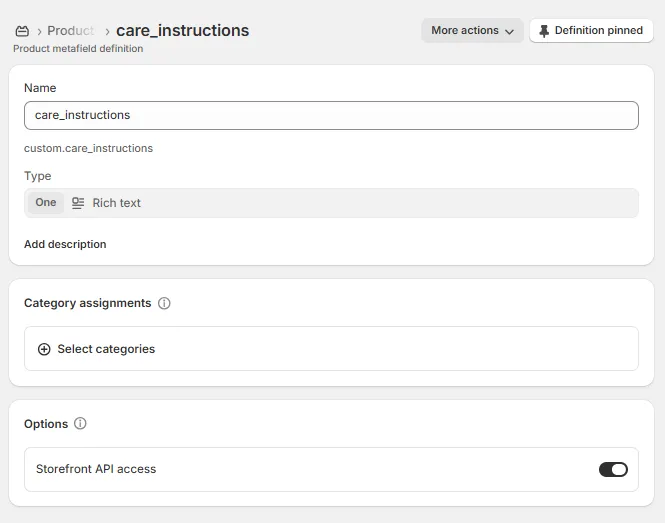 Product
care_instructions
More actions
Definition pinned
Product metafield definition
Name
care_instructions
custom.care_instructions
Type
One
Rich text
Add description
Category assignments
Select categories
Options
Storefront API access